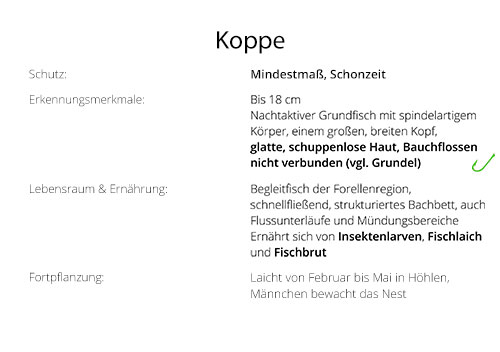 Koppe
Schutz: Mindestmaß, Schonzeit
Erkennungsmerkmale: Bis 18 cm
Nachtaktiver Grundfisch mit spindelartigem
Körper, einem großen, breiten Kopf,
glatte, schuppenlose Haut, Bauchflossen
nicht verbunden (vgl. Grundel)
Lebensraum & Ernährung: Begleitfisch der Forellenregion,
schnellfließend, strukturiertes Bachbett, auch
Flussunterläufe und Mündungsbereiche
Ernährt sich von Insektenlarven, Fischlaich
und Fischbrut
Fortpflanzung: Laicht von Februar bis Mai in Höhlen,
Männchen bewacht das Nest